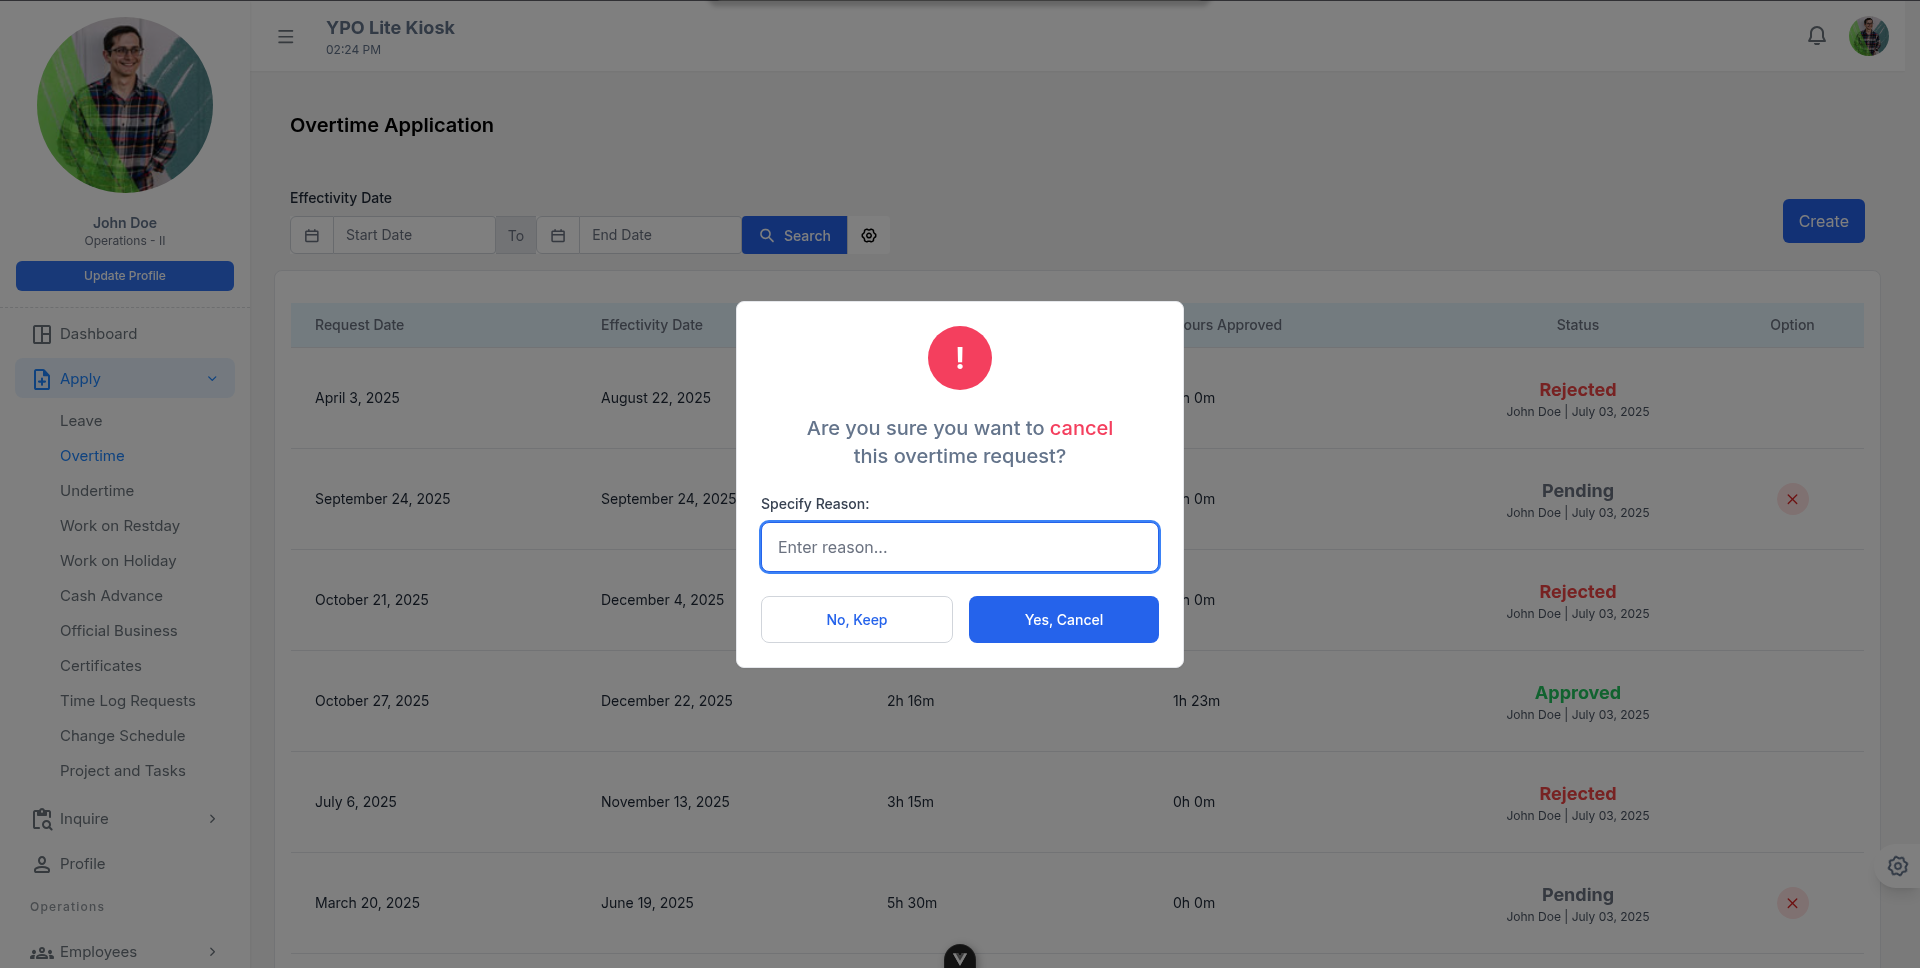 YPO Lite Kiosk
02:24 PM
John Doe
Operations - II
Update Profile
Dashboard
Apply
Leave
Overtime
Undertime
Work on Restday
Work on Holiday
Cash Advance
Official Business
Certificates
Time Log Requests
Change Schedule
Project and Tasks
Inquire
Profile
Operations
Employees
Overtime Application
Effectivity Date
Start Date To End Date Search
Create
Request Date Effectivity Date ours Approved Status Option
April 3, 2025 August 22, 2025 h 0m Rejected
John Doe | July 03, 2025
September 24, 2025 September 24, 2025 h 0m Pending
John Doe | July 03, 2025
October 21, 2025 December 4, 2025 h 0m Rejected
John Doe | July 03, 2025
October 27, 2025 December 22, 2025 2h 16m 1h 23m Approved
John Doe | July 03, 2025
July 6, 2025 November 13, 2025 3h 15m 0h 0m Rejected
John Doe | July 03, 2025
March 20, 2025 June 19, 2025 5h 30m 0h 0m Pending
John Doe | July 03, 2025
!
Are you sure you want to cancel
this overtime request?
Specify Reason:
Enter reason...
No, Keep Yes, Cancel